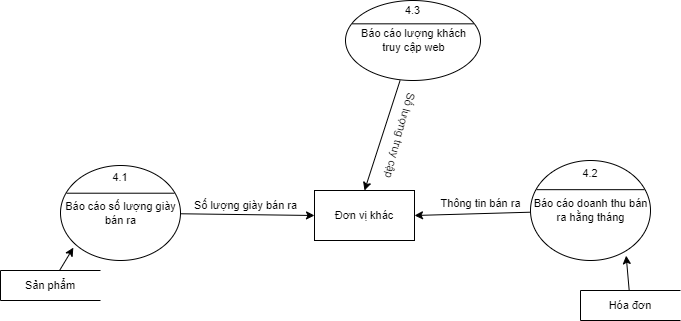 4.3
Báo cáo lượng khách
truy cập web
Số lượng truy cập
4.1
Báo cáo số lượng giày
bán ra
Số lượng giày bán ra
Đơn vị khác
Thông tin bán ra
4.2
Báo cáo doanh thu bán
ra hằng tháng
Sản phẩm
Hóa đơn